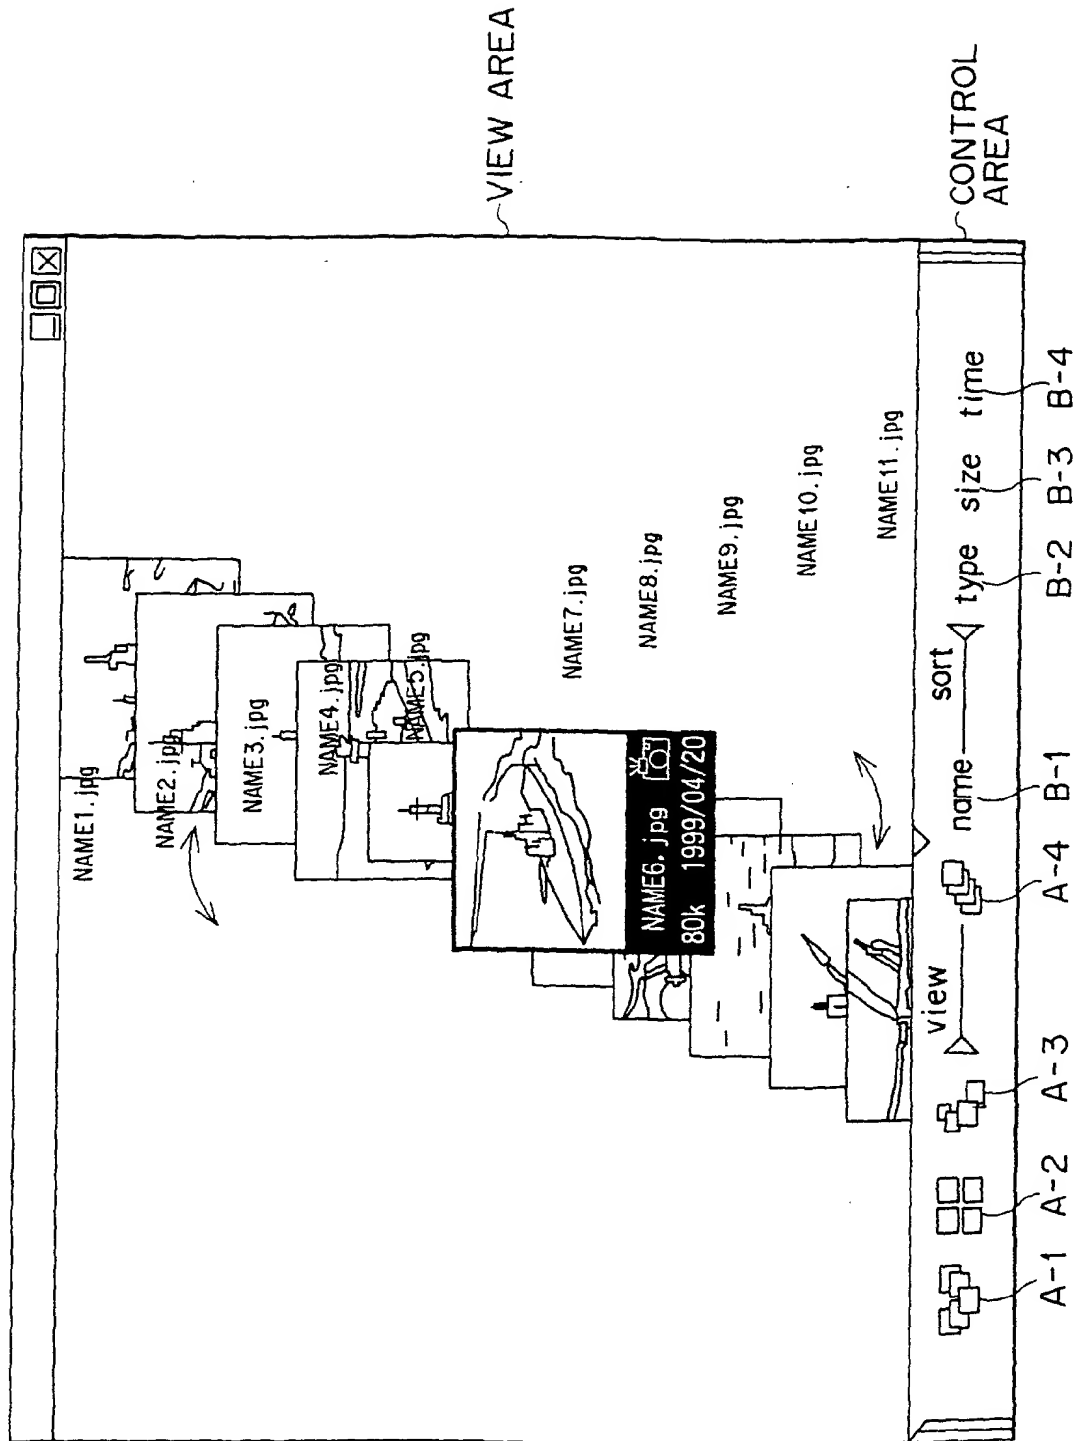 VIEW AREA
NAME1.jpg
NAME2.jpg
NAME3.jpg
NAME4.jpg
NAME5.jpg
NAME6.jpg
80k 1999/04/20
NAME7.jpg
NAME8.jpg
NAME9.jpg
NAME10.jpg
NAME11.jpg
CONTROL
AREA
view sort
name type size time
A-1 A-2 A-3 A-4 B-1 B-2 B-3 B-4